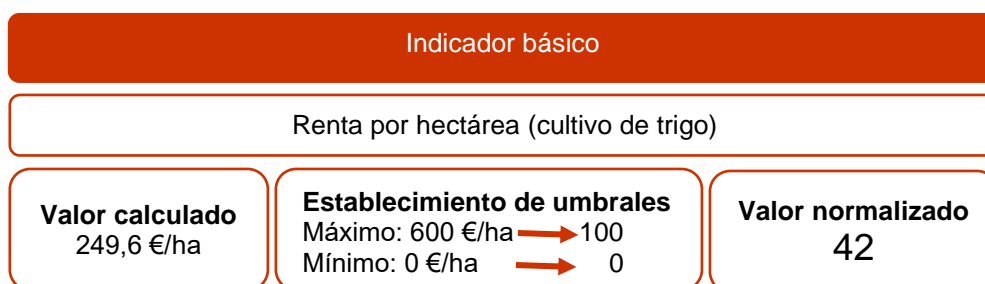 Indicador básico
Renta por hectárea (cultivo de trigo)
Valor calculado
249,6 €/ha
Establecimiento de umbrales
Máximo: 600 €/ha 100
Mínimo: 0 €/ha 0
Valor normalizado
42